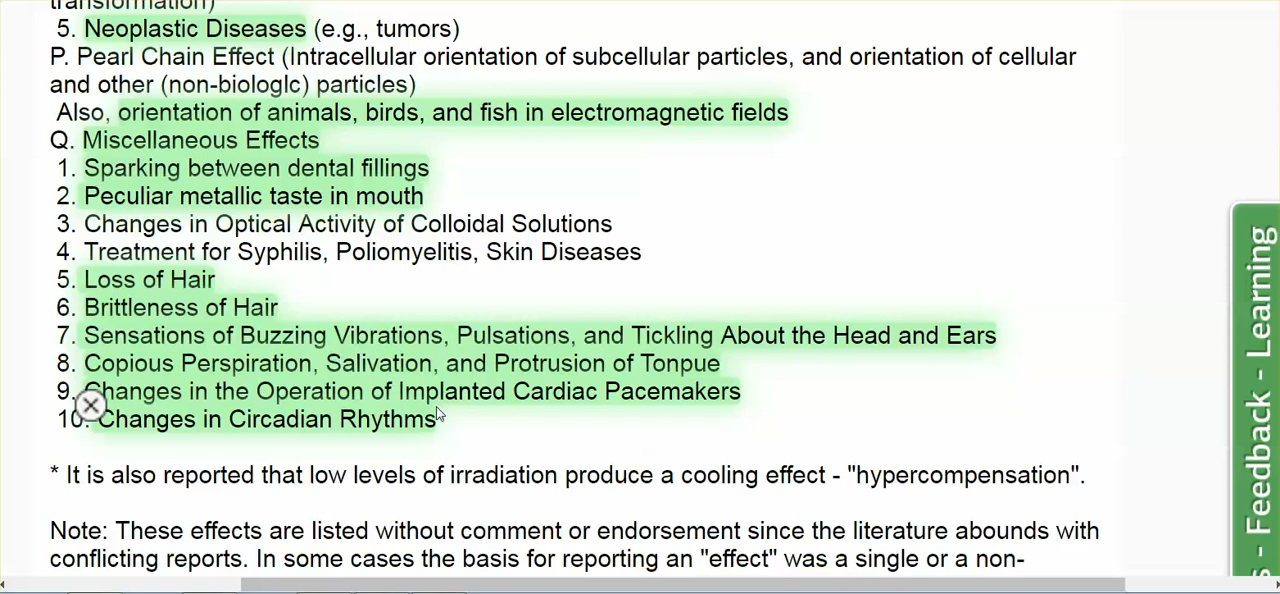 transformation)
5. Neoplastic Diseases (e.g., tumors)
P. Pearl Chain Effect (Intracellular orientation of subcellular particles, and orientation of cellular
and other (non-biologlc) particles)
Also, orientation of animals, birds, and fish in electromagnetic fields
Q. Miscellaneous Effects
1. Sparking between dental fillings
2. Peculiar metallic taste in mouth
3. Changes in Optical Activity of Colloidal Solutions
4. Treatment for Syphilis, Poliomyelitis, Skin Diseases
5. Loss of Hair
6. Brittleness of Hair
7. Sensations of Buzzing Vibrations, Pulsations, and Tickling About the Head and Ears
8. Copious Perspiration, Salivation, and Protrusion of Tonpue
9. Changes in the Operation of Implanted Cardiac Pacemakers
10. Changes in Circadian Rhythms
* It is also reported that low levels of irradiation produce a cooling effect - "hypercompensation".
Note: These effects are listed without comment or endorsement since the literature abounds with
conflicting reports. In some cases the basis for reporting an "effect" was a single or a non-
s - Feedback - Learning